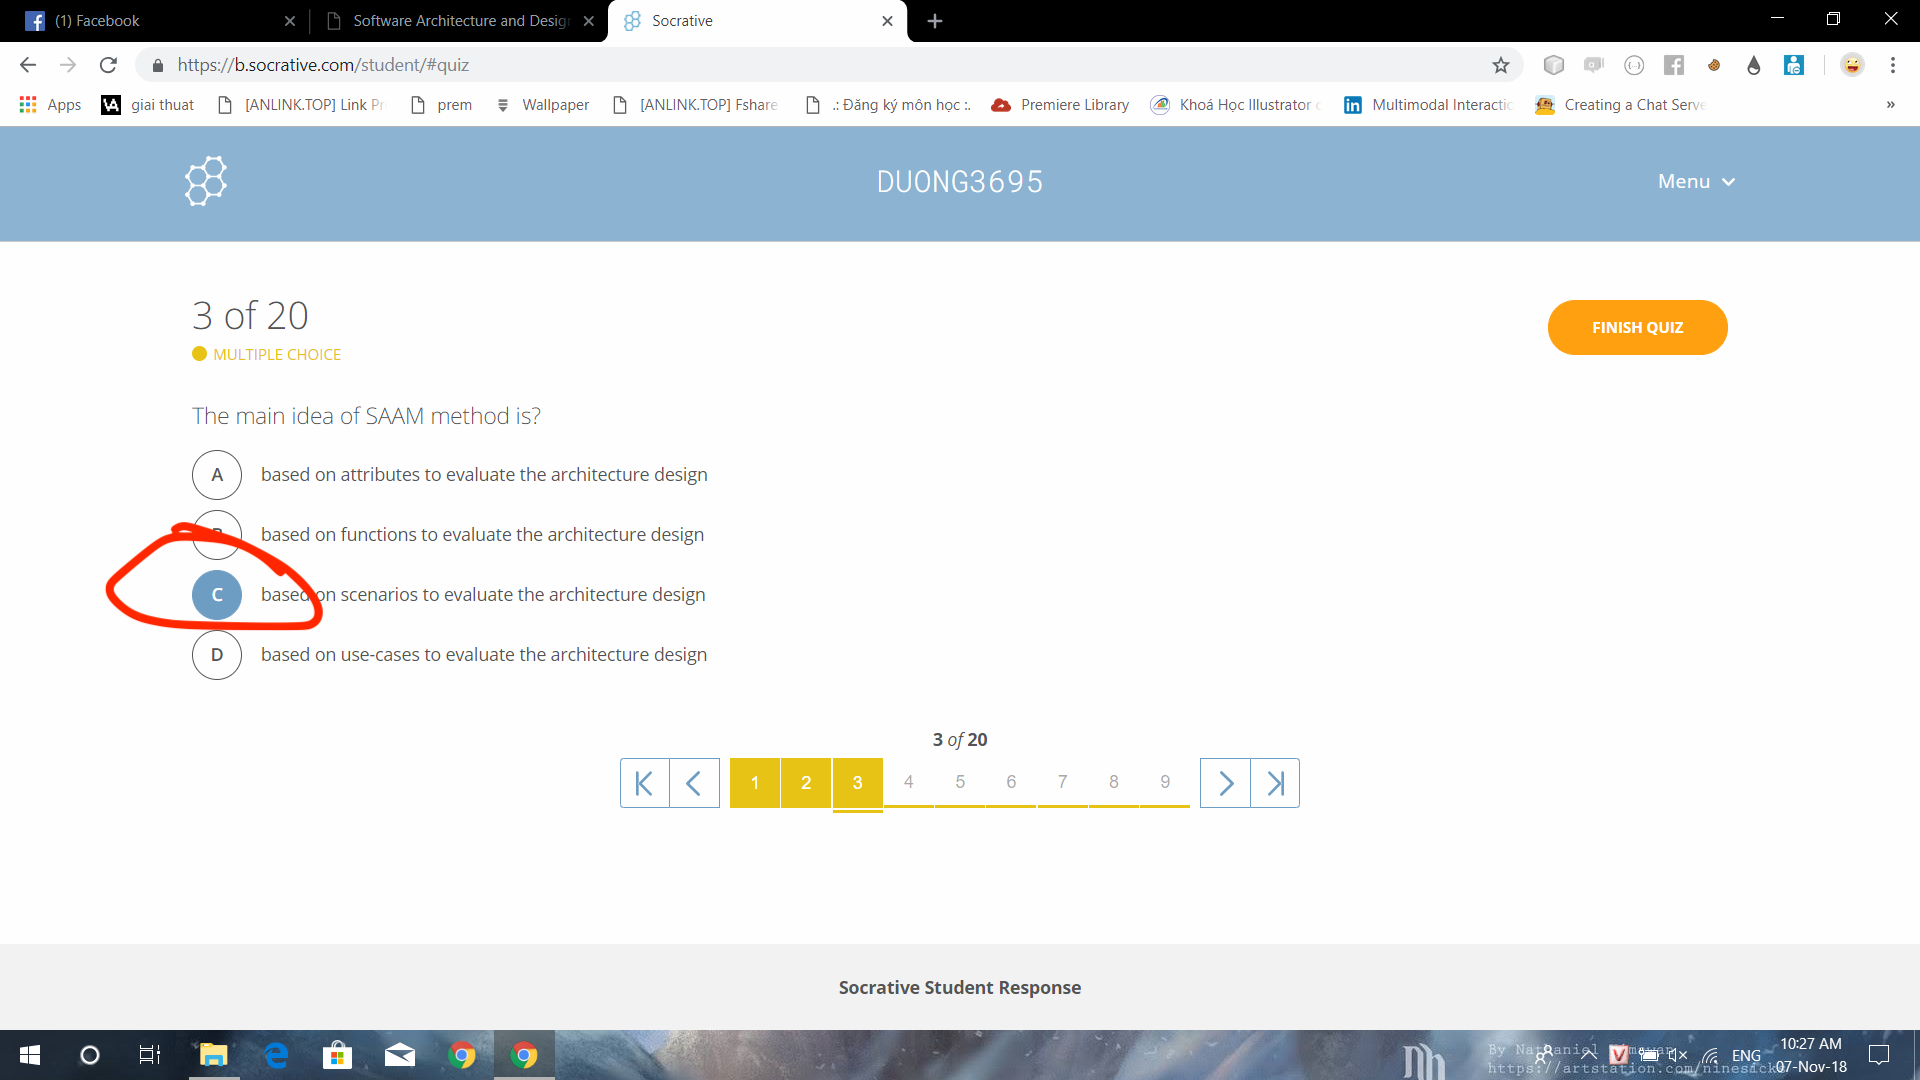 (1) Facebook
Software Architecture and Desig
Socrative
https://b.socrative.com/student/#quiz
Apps
giai thuat
[ANLINK.TOP] Link Pr
prem
Wallpaper
[ANLINK.TOP] Fshare
.: Đăng ký môn học :.
Premiere Library
Khoá Học Illustrator c
Multimodal Interactic
Creating a Chat Serve
»
DUONG3695
Menu
3 of 20
MULTIPLE CHOICE
FINISH QUIZ
The main idea of SAAM method is?
A based on attributes to evaluate the architecture design
B based on functions to evaluate the architecture design
C based on scenarios to evaluate the architecture design
D based on use-cases to evaluate the architecture design
3 of 20
1 2 3 4 5 6 7 8 9
Socrative Student Response
By Nathaniel
https://artstation.com/ninesick
ENG
10:27 AM
07-Nov-18